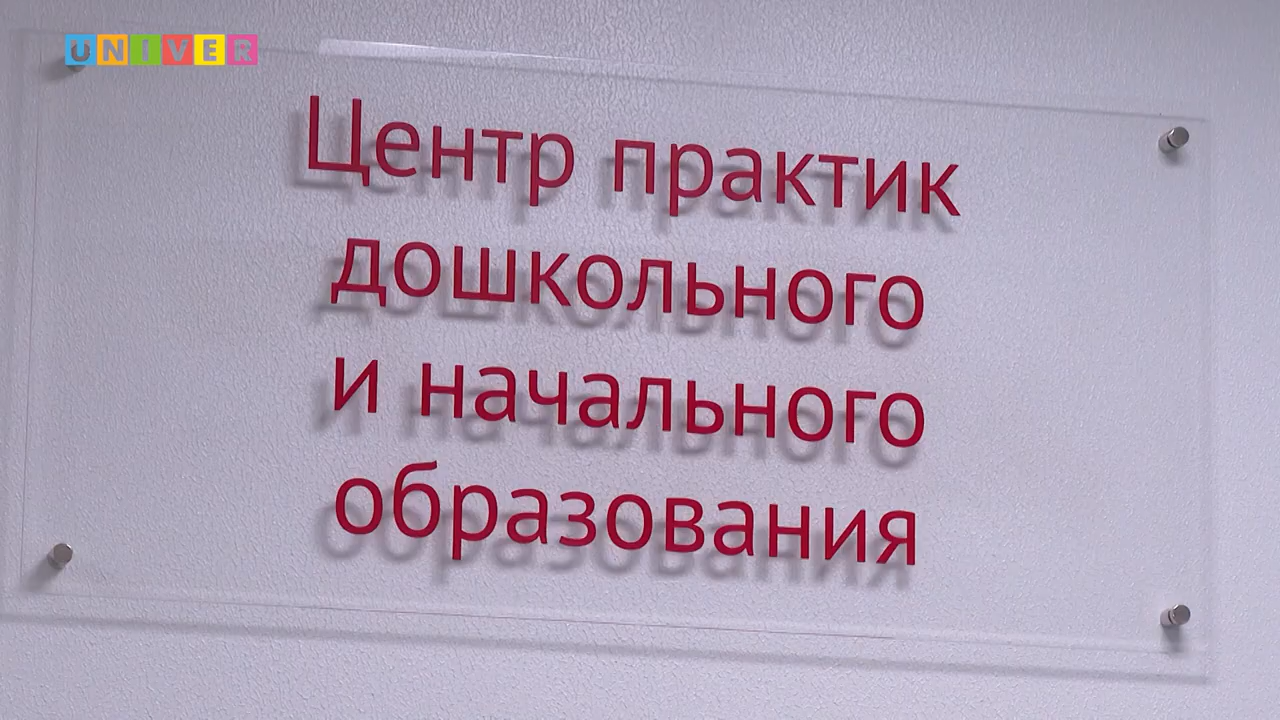 UNIVER
Центр практик
дошкольного
и начального
образования